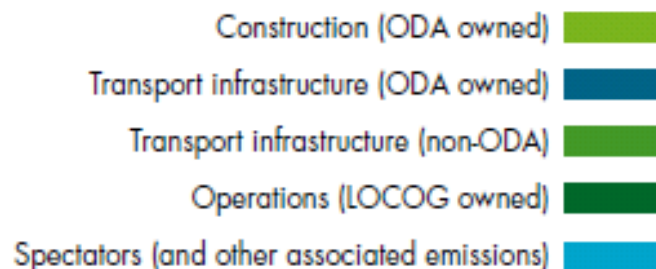 Construction (ODA owned)
Transport infrastructure (ODA owned)
Transport infrastructure (non-ODA)
Operations (LOCOG owned)
Spectators (and other associated emissions)